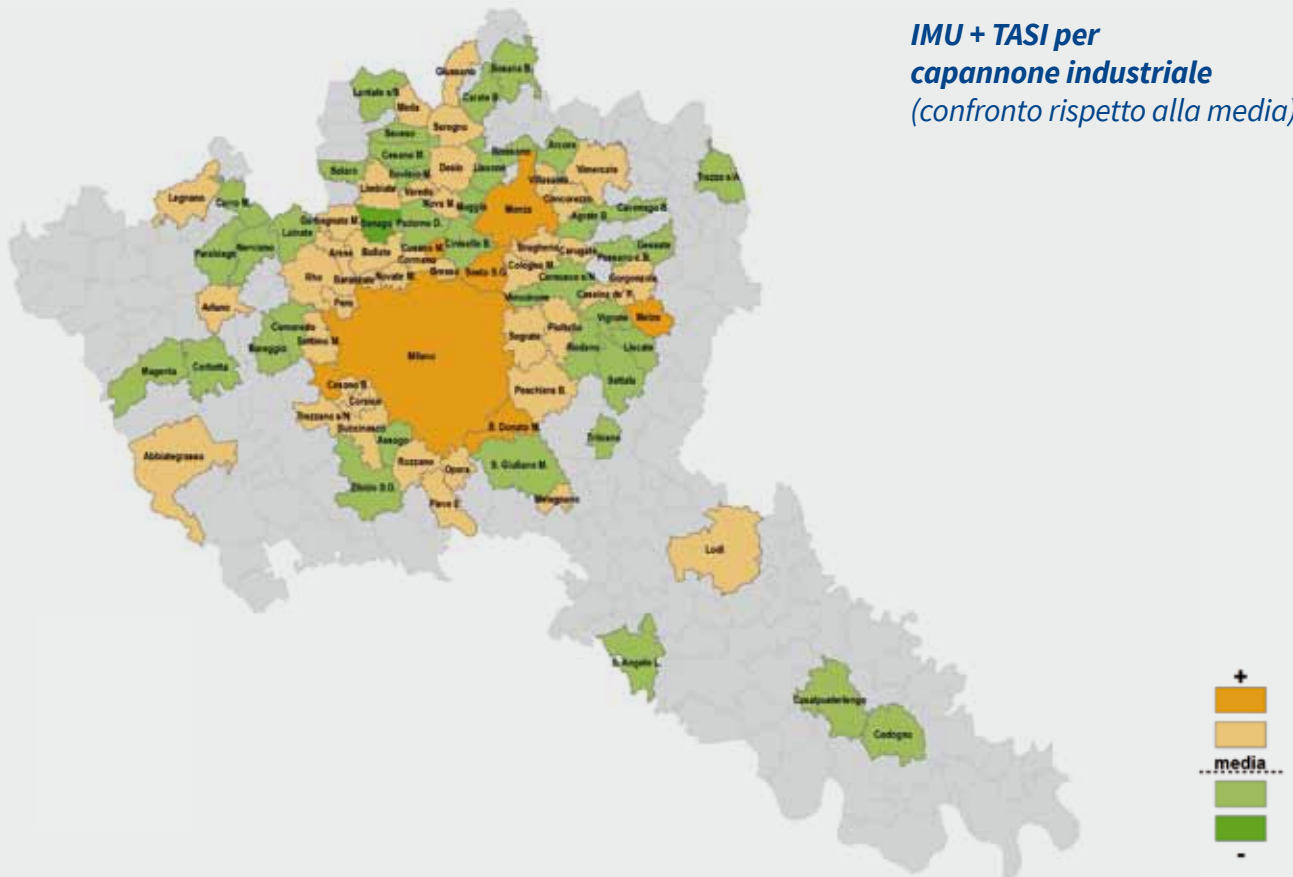 IMU + TASI per
capannone industriale
(confronto rispetto alla media)
Giussano
Besana B.
Lentate s/S.
Carate B.
Meda
Seregno
Seveso
Cesano M.
Desio
Lissone
Arcore
Trezzo s/A.
Solaro
Bovisio M.
Limbiate
Varedo
Villasanta
Vimercate
Legnano
Cerro M.
Nova M.
Muggiò
Monza
Concorezzo
Agrate B.
Cavenago B.
Lainate
Garbagnate M.
Senago
Paderno D.
Parabiago
Nerviano
Arese
Bollate
Cusano M.
Cinisello B.
Brugherio
Carugate
Gessate
Cormano
Pessano c.B.
Rho
Baranzate
Novate M.
Bresso
Sesto S.G.
Cologno M.
Cernusco s/N.
Gorgonzola
Arluno
Pero
Vimodrone
Cassina de' P.
Cornaredo
Settimo M.
Vignate
Melzo
Bareggio
Milano
Segrate
Pioltello
Rodano
Liscate
Magenta
Corbetta
Settala
Cesano B.
Peschiera B.
Corsico
Trezzano s/N.
Buccinasco
S. Donato M.
Abbiategrasso
Assago
Tribiano
Rozzano
Opera
S. Giuliano M.
Zibido S.G.
Pieve E.
Melegnano
Lodi
S. Angelo L.
Casalpusterlengo
Codogno
+
media
-